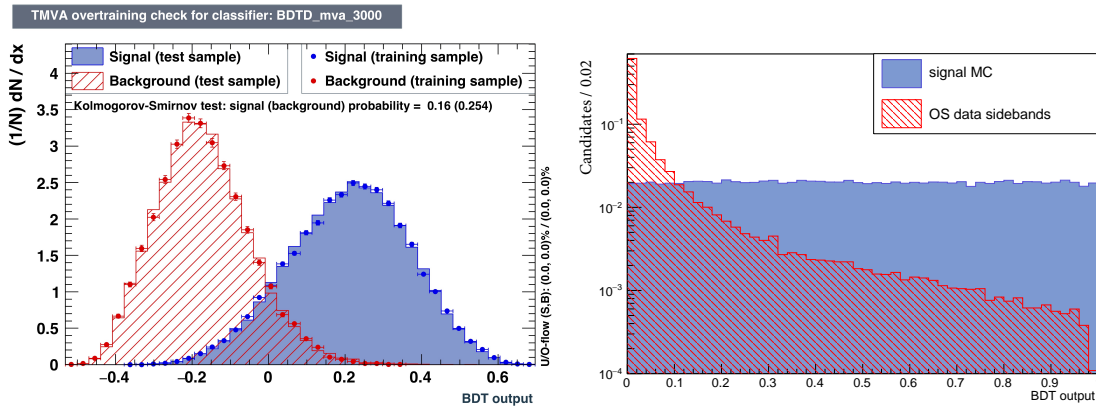 TMVA overtraining check for classifier: BDTD_mva_3000
Signal (test sample)
Background (test sample)
Signal (training sample)
Background (training sample)
Kolmogorov-Smirnov test: signal (background) probability = 0.16 (0.254)
(1/N) dN / dx
4
3.5
3
2.5
2
1.5
1
0.5
0
−0.4
−0.2
0
0.2
0.4
0.6
BDT output
U/O-flow (S,B): (0.0, 0.0)% / (0.0, 0.0)%
Candidates / 0.02
signal MC
OS data sidebands
10−1
10−2
10−3
10−4
0
0.1
0.2
0.3
0.4
0.5
0.6
0.7
0.8
0.9
BDT output